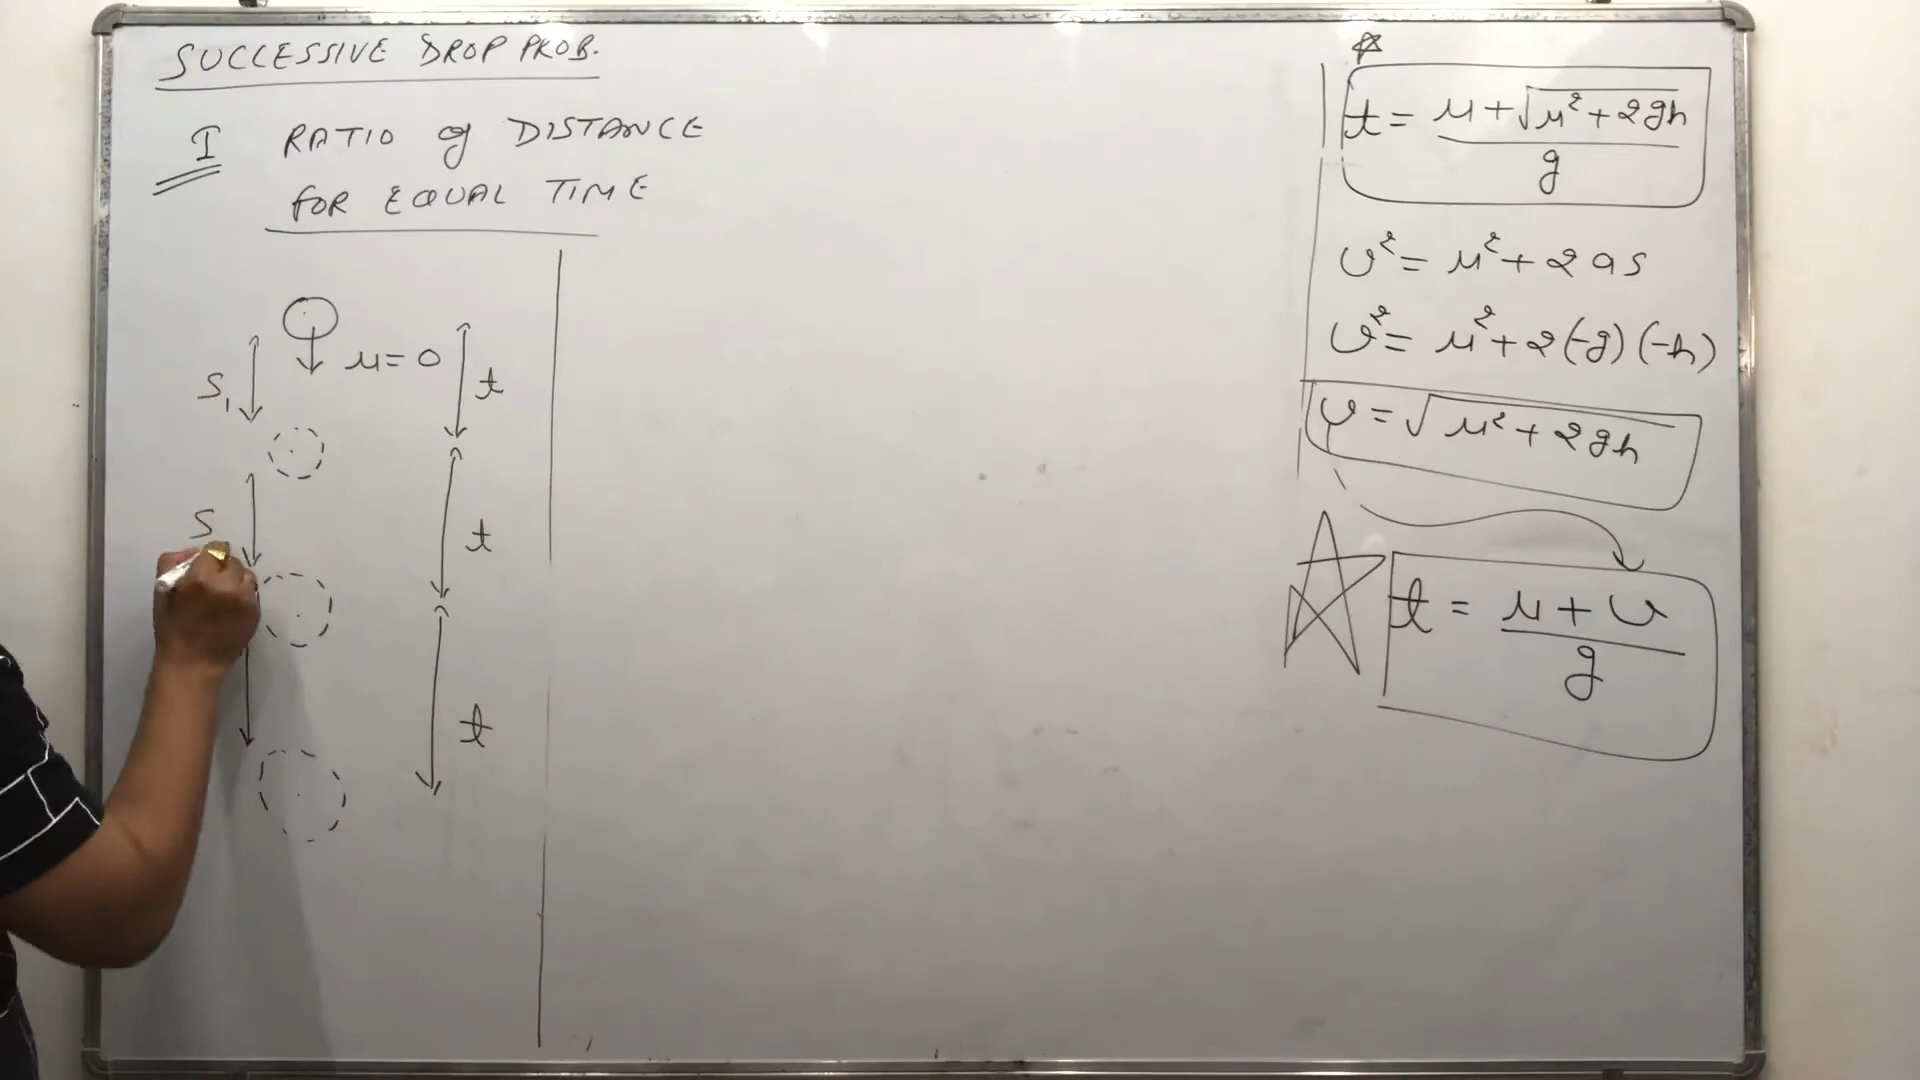 SUCCESSIVE DROP PROB.
I RATIO of DISTANCE
FOR EQUAL TIME
u = 0
t
S₁
S
t
t
t = (u + √(u² + 2gh)) / g
v² = u² + 2as
v² = u² + 2(-g)(-h)
v = √(u² + 2gh)
t = (u + v) / g